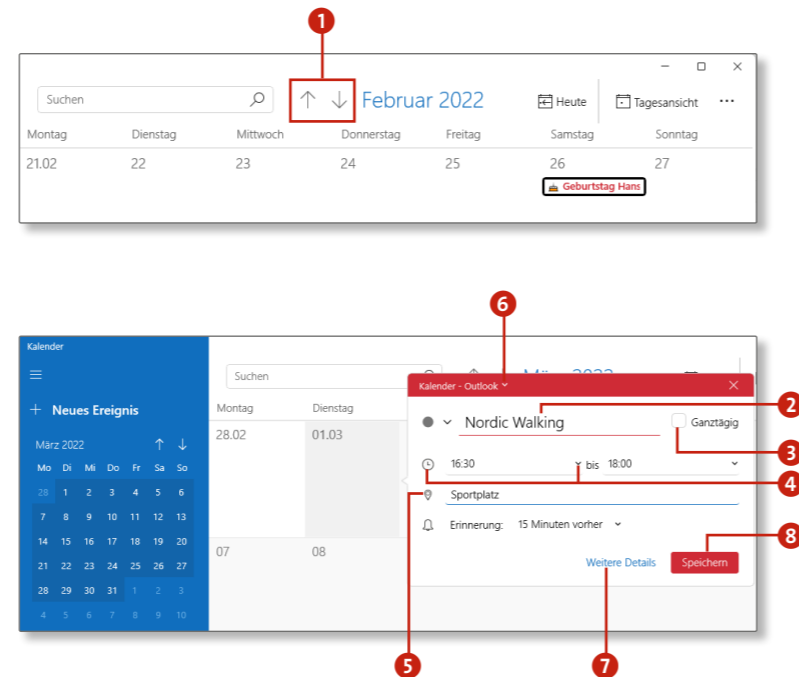 1
Suchen
Februar 2022
Heute
Tagesansicht
Montag Dienstag Mittwoch Donnerstag Freitag Samstag Sonntag
21.02 22 23 24 25 26 27
Geburtstag Hans
6
Kalender
Suchen
März 2022
Kalender - Outlook
Neues Ereignis
Montag Dienstag
Nordic Walking
Ganztägig
2
3
28.02 01.03
März 2022
Mo Di Mi Do Fr Sa So
28 1 2 3 4 5 6
7 8 9 10 11 12 13
14 15 16 17 18 19 20
21 22 23 24 25 26 27
28 29 30 31 1 2 3
4 5 6 7 8 9 10
16:30 bis 18:00
4
Sportplatz
Erinnerung: 15 Minuten vorher
8
07 08
Weitere Details
Speichern
5
7